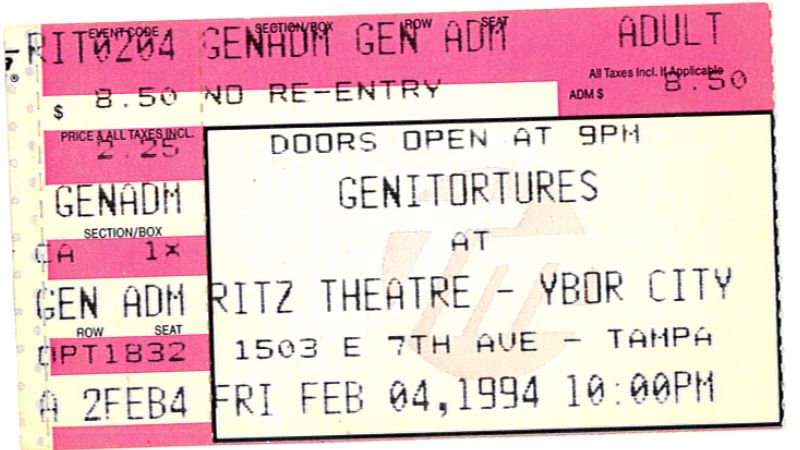 EVENT CODE SECTION/BOX ROW SEAT
RIT0204 GENADM GEN ADM ADULT
All Taxes Incl. If Applicable
$ 8.50 NO RE-ENTRY ADM $ 8.50
PRICE & ALL TAXES INCL.
2.25
DOORS OPEN AT 9PM
GENADM
GENITORTURES
SECTION/BOX
CA 1x
AT
GEN ADM
RITZ THEATRE - YBOR CITY
ROW SEAT
OPT1832
1503 E 7TH AVE - TAMPA
A 2FEB4
FRI FEB 04,1994 10:00PM